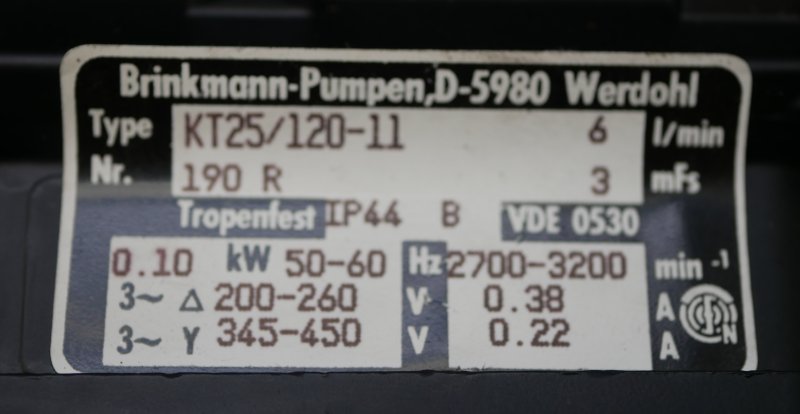 Brinkmann-Pumpen,D-5980 Werdohl
Type KT25/120-11 6 l/min
Nr. 190 R 3 mFs
Tropenfest IP44 B VDE 0530
0.10 kW 50-60 Hz 2700-3200 min -1
3~ Δ 200-260 V 0.38 A
3~ Y 345-450 V 0.22 A
N